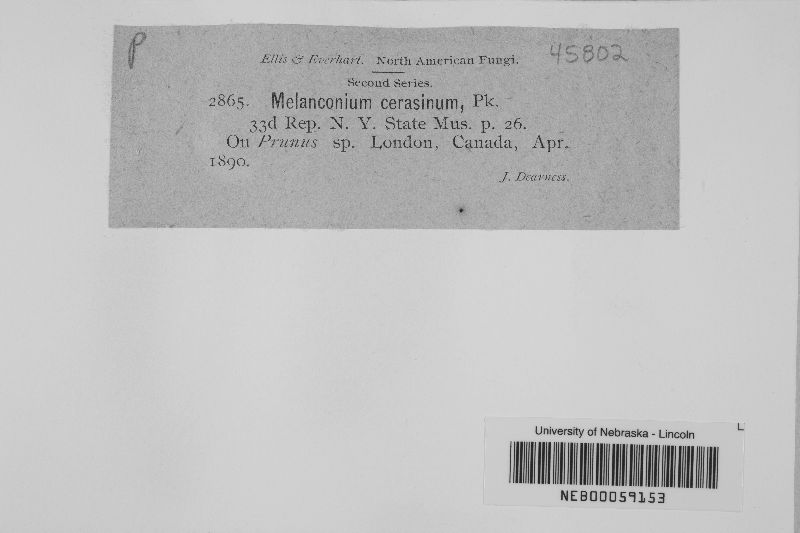 P
Ellis & Everhart. North American Fungi. 45802
Second Series.
2865. Melanconium cerasinum, Pk.
33d Rep. N. Y. State Mus. p. 26.
On Prunus sp. London, Canada, Apr.
1890.
J. Dearness.
L
University of Nebraska - Lincoln
NEB00059153